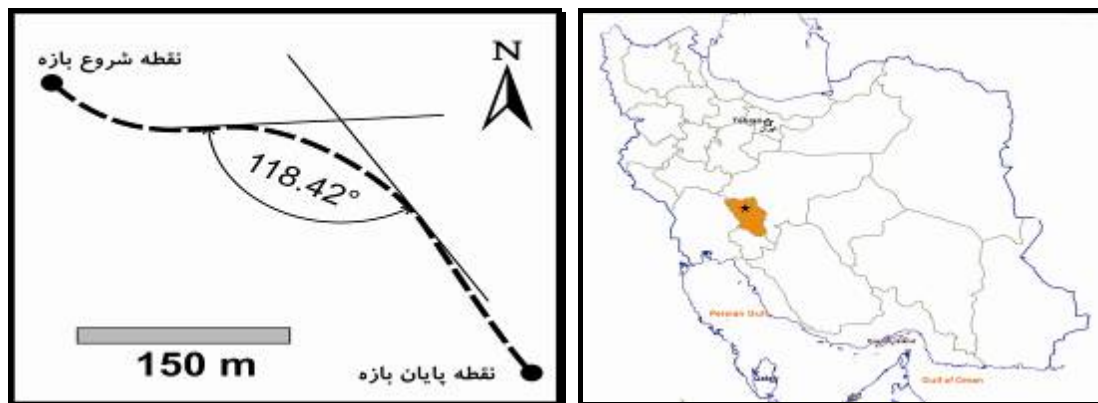 نقطه شروع بازه
N
118.42°
150 m
نقطه پایان بازه
Tehran
Persian Gulf
Gulf of Oman